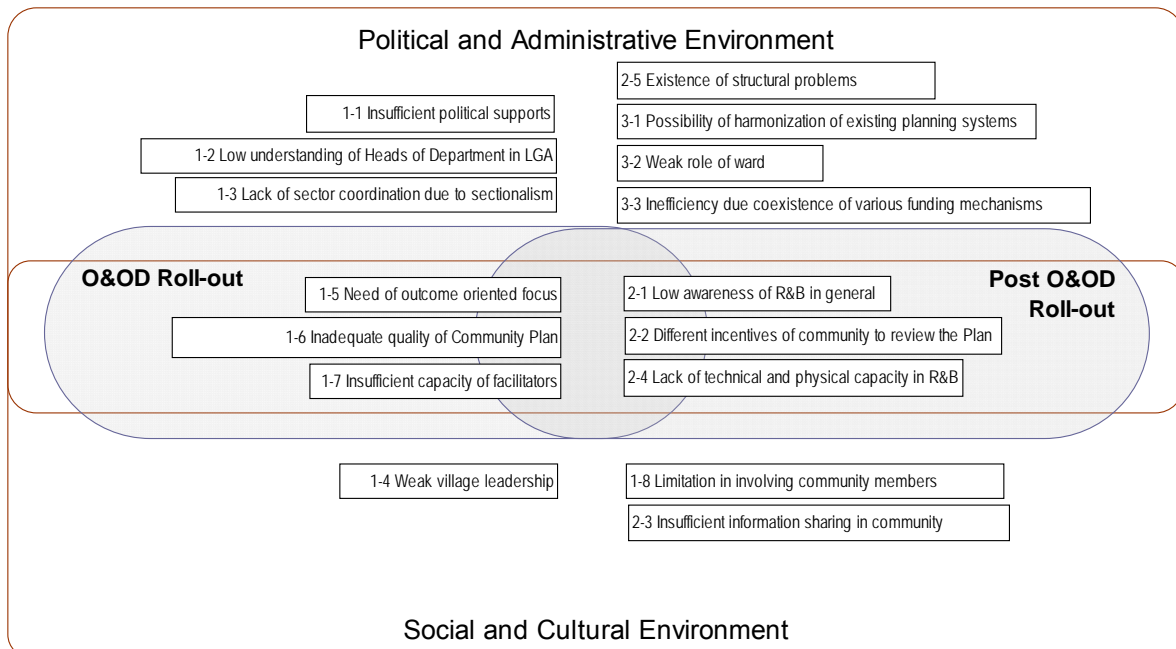 Political and Administrative Environment
1-1 Insufficient political supports
1-2 Low understanding of Heads of Department in LGA
1-3 Lack of sector coordination due to sectionalism
2-5 Existence of structural problems
3-1 Possibility of harmonization of existing planning systems
3-2 Weak role of ward
3-3 Inefficiency due coexistence of various funding mechanisms
O&OD Roll-out
1-5 Need of outcome oriented focus
1-6 Inadequate quality of Community Plan
1-7 Insufficient capacity of facilitators
2-1 Low awareness of R&B in general
2-2 Different incentives of community to review the Plan
2-4 Lack of technical and physical capacity in R&B
Post O&OD
Roll-out
1-4 Weak village leadership
1-8 Limitation in involving community members
2-3 Insufficient information sharing in community
Social and Cultural Environment